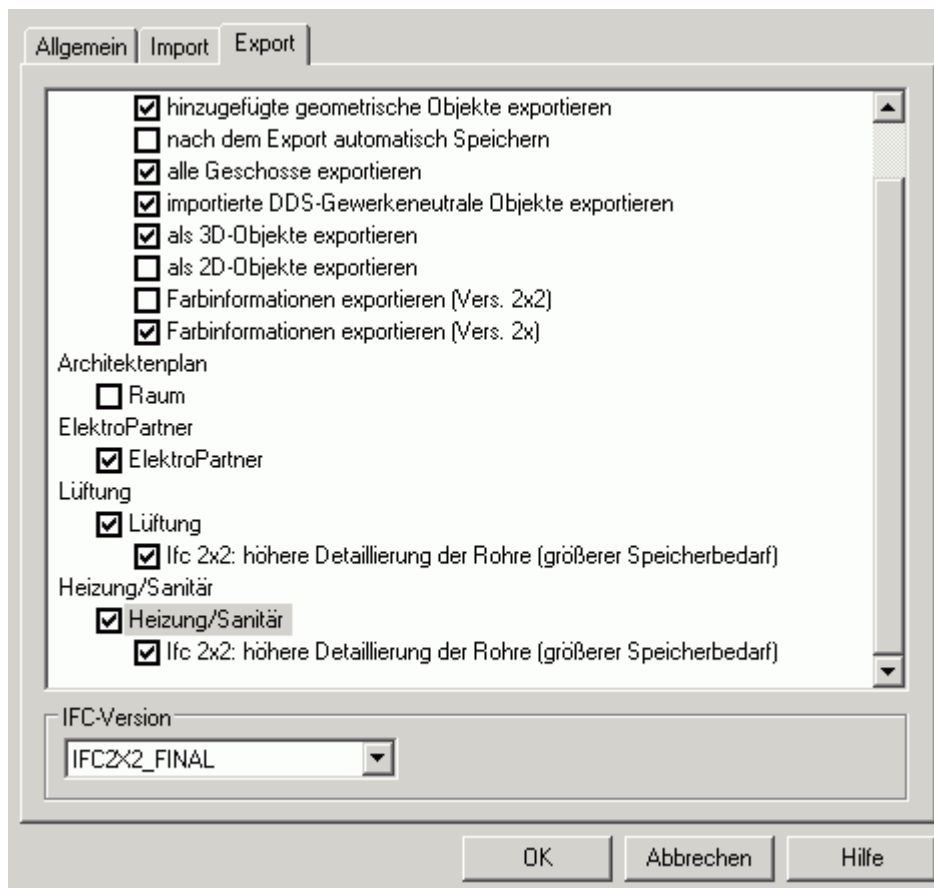 Allgemein Import Export
hinzugefügte geometrische Objekte exportieren
nach dem Export automatisch Speichern
alle Geschosse exportieren
importierte DDS-Gewerkeneutrale Objekte exportieren
als 3D-Objekte exportieren
als 2D-Objekte exportieren
Farbinformationen exportieren (Vers. 2x2)
Farbinformationen exportieren (Vers. 2x)
Architektenplan
Raum
ElektroPartner
ElektroPartner
Lüftung
Lüftung
Ifc 2x2: höhere Detaillierung der Rohre (größerer Speicherbedarf)
Heizung/Sanitär
Heizung/Sanitär
Ifc 2x2: höhere Detaillierung der Rohre (größerer Speicherbedarf)
IFC-Version
IFC2X2_FINAL
OK Abbrechen Hilfe